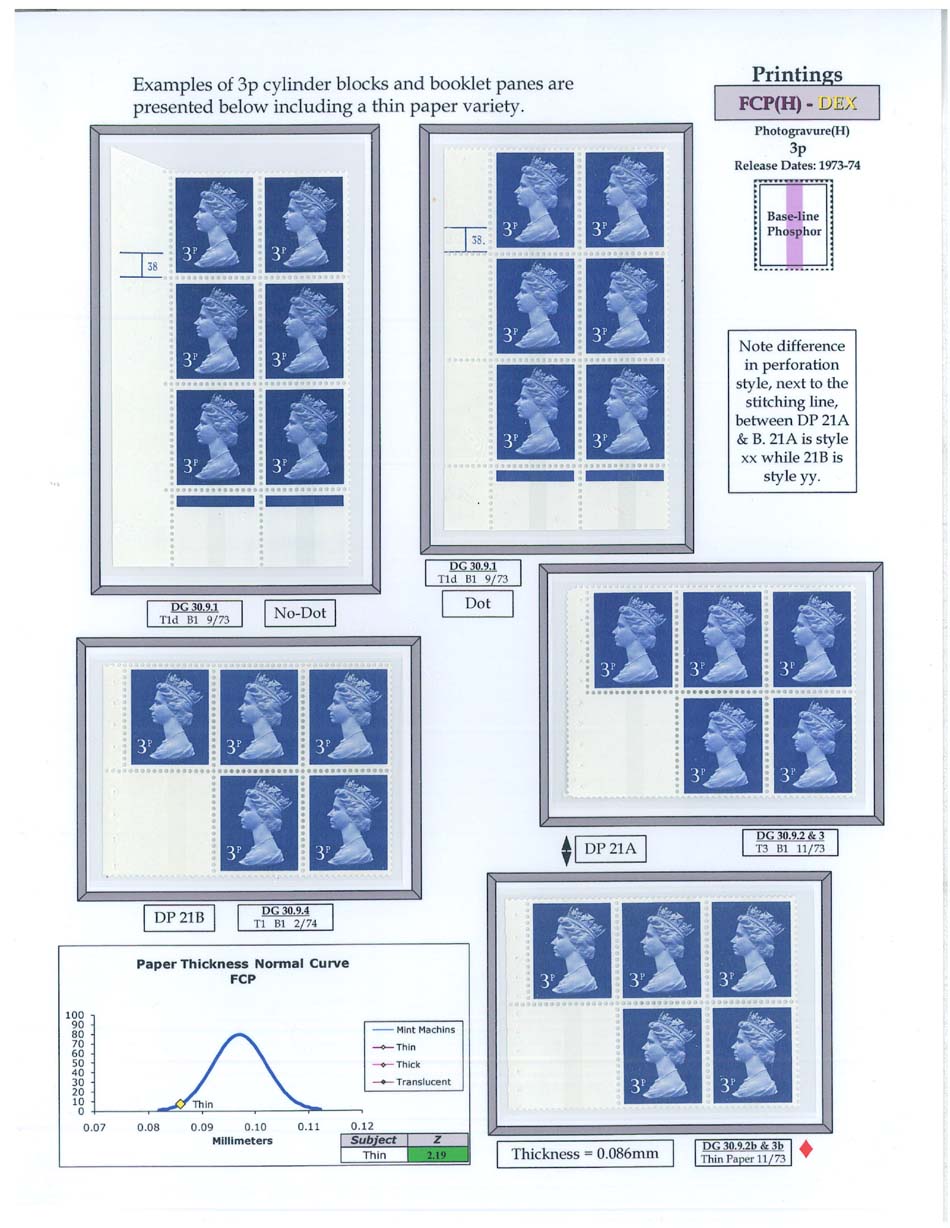 Examples of 3p cylinder blocks and booklet panes are
presented below including a thin paper variety.
Printings
FCP(H) - DEX
Photogravure(H)
3p
Release Dates: 1973-74
Base-line
Phosphor
38
3P
3P
3P
3P
3P
3P
38.
3P
3P
3P
3P
3P
3P
Note difference
in perforation
style, next to the
stitching line,
between DP 21A
& B. 21A is style
xx while 21B is
style yy.
DG 30.9.1
T1d B1 9/73
No-Dot
DG 30.9.1
T1d B1 9/73
Dot
3P
3P
3P
3P
3P
DP 21A
DG 30.9.2 & 3
T3 B1 11/73
3P
3P
3P
3P
3P
DP 21B
DG 30.9.4
T1 B1 2/74
3P
3P
3P
3P
3P
Thickness = 0.086mm
DG 30.9.2b & 3b
Thin Paper 11/73
Paper Thickness Normal Curve
FCP
100
90
80
70
60
50
40
30
20
10
0
Thin
0.07 0.08 0.09 0.10 0.11 0.12
Millimeters
Mint Machins
Thin
Thick
Translucent
Subject Z
Thin 2.19